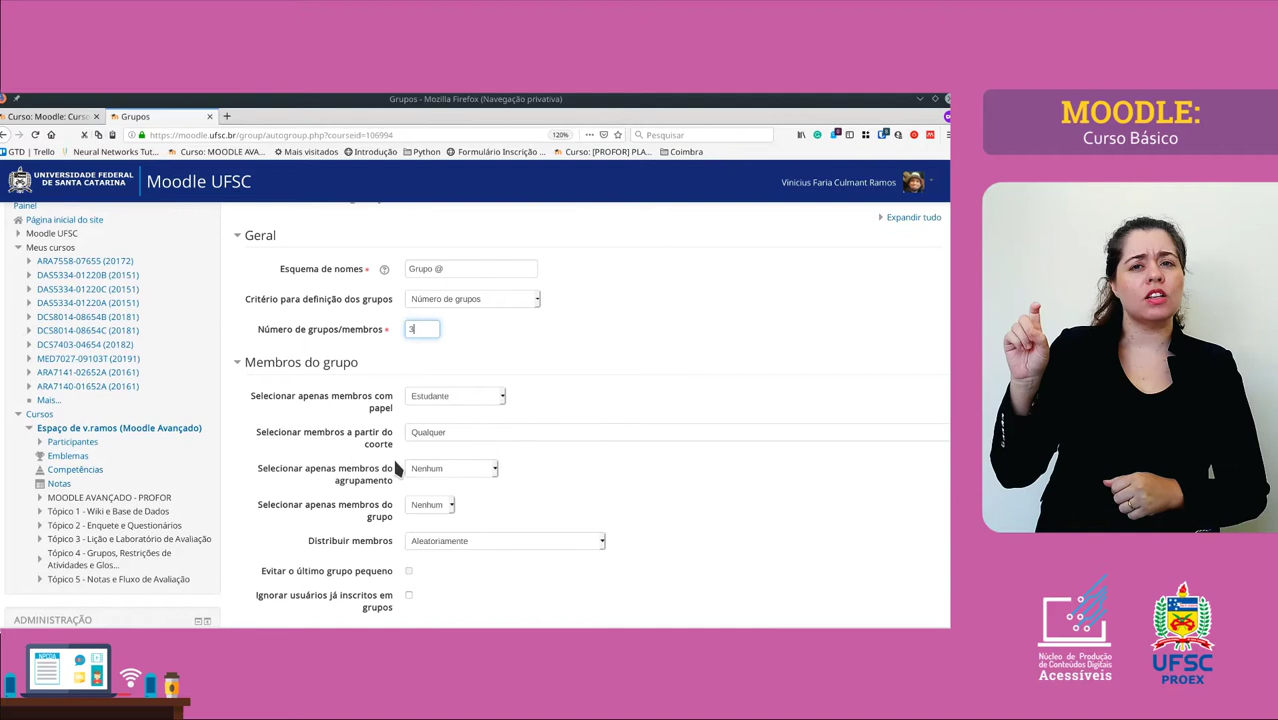 Grupos - Mozilla Firefox (Navegação privativa)
Curso: Moodle: Curs
Grupos
https://moodle.ufsc.br/group/autogroup.php?courseid=106994
120%
Pesquisar
GTD | Trello
Neural Networks Tut...
Curso: MOODLE AVA...
Mais visitados
Introdução
Python
Formulário Inscrição ...
Curso: [PROFOR] PLA...
Coimbra
UNIVERSIDADE FEDERAL
DE SANTA CATARINA
Moodle UFSC
Vinicius Faria Culmant Ramos
Painel
Página inicial do site
Moodle UFSC
Meus cursos
ARA7558-07655 (20172)
DAS5334-01220B (20151)
DAS5334-01220C (20151)
DAS5334-01220A (20151)
DCS8014-08654B (20181)
DCS8014-08654C (20181)
DCS7403-04654 (20182)
MED7027-09103T (20191)
ARA7141-02652A (20161)
ARA7140-01652A (20161)
Mais...
Cursos
Espaço de v.ramos (Moodle Avançado)
Participantes
Emblemas
Competências
Notas
MOODLE AVANÇADO - PROFOR
Tópico 1 - Wiki e Base de Dados
Tópico 2 - Enquete e Questionários
Tópico 3 - Lição e Laboratório de Avaliação
Tópico 4 - Grupos, Restrições de
Atividades e Glos...
Tópico 5 - Notas e Fluxo de Avaliação
ADMINISTRAÇÃO
Expandir tudo
Geral
Esquema de nomes
Grupo @
Critério para definição dos grupos
Número de grupos
Número de grupos/membros
3
Membros do grupo
Selecionar apenas membros com
papel
Estudante
Selecionar membros a partir do
coorte
Qualquer
Selecionar apenas membros do
agrupamento
Nenhum
Selecionar apenas membros do
grupo
Nenhum
Distribuir membros
Aleatoriamente
Evitar o último grupo pequeno
Ignorar usuários já inscritos em
grupos
MOODLE:
Curso Básico
Núcleo de Produção
de Conteúdos Digitais
Acessíveis
UFSC
PROEX